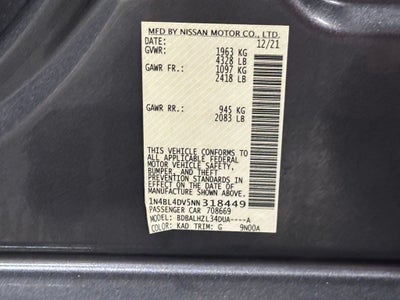 MFD BY NISSAN MOTOR CO., LTD.
DATE: 12/21
GVWR: 1963 KG
4328 LB
GAWR FR.: 1097 KG
2418 LB
GAWR RR.: 945 KG
2083 LB
THIS VEHICLE CONFORMS TO
ALL APPLICABLE FEDERAL
MOTOR VEHICLE SAFETY,
BUMPER, AND THEFT
PREVENTION STANDARDS
IN EFFECT ON THE DATE OF
MANUFACTURE SHOWN ABOVE.
1N4BL4DV5NN318449
PASSENGER CAR 708669
MODEL: BDBALHZL34DUA----A
COLOR: KAD TRIM: G 9N00A